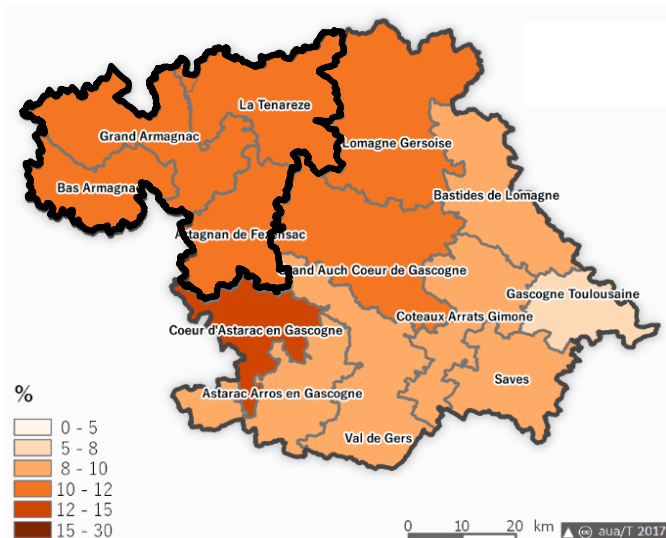 La Tenareze
Grand Armagnac
Lomagne Gersoise
Bas Armagnac
Bastides de Lomagne
Artagnan de Fezensac
Grand Auch Coeur de Gascogne
Gascogne Toulousaine
Coteaux Arrats Gimone
Coeur d'Astarac en Gascogne
Saves
Astarac Arros en Gascogne
Val de Gers
%
0 - 5
5 - 8
8 - 10
10 - 12
12 - 15
15 - 30
0 10 20 km
cc aua/T 2017